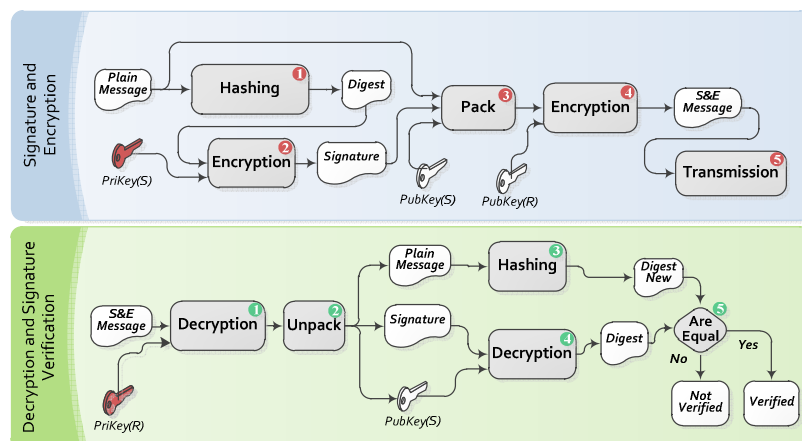 Signature and
Encryption
Plain
Message
Hashing
1
Digest
Encryption
2
Signature
PriKey(S)
Pack
3
PubKey(S)
Encryption
4
PubKey(R)
S&E
Message
Transmission
5
Decryption and Signature
Verification
S&E
Message
PriKey(R)
Decryption
1
Unpack
2
Plain
Message
Hashing
3
Digest
New
Signature
PubKey(S)
Decryption
4
Digest
Are
Equal
5
No
Yes
Not
Verified
Verified